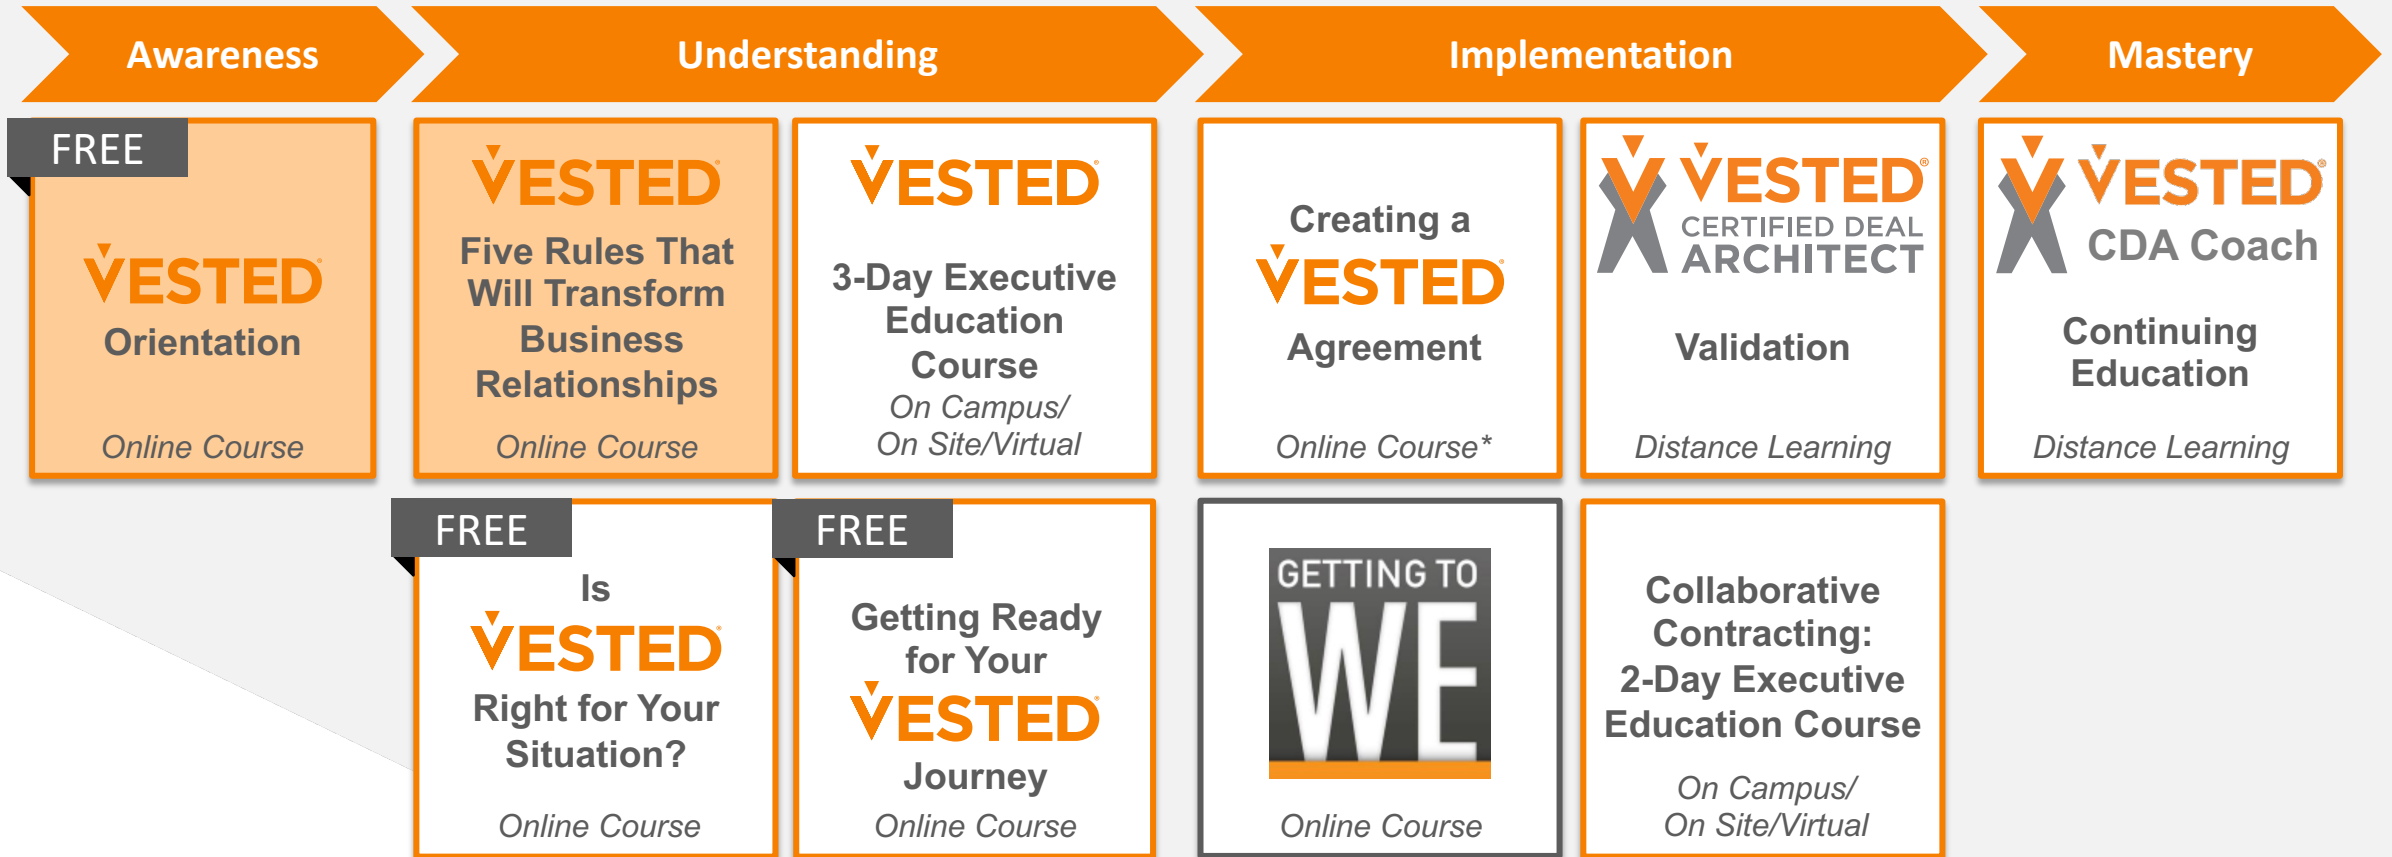 Awareness
Understanding
Implementation
Mastery
FREE
VESTED
Orientation
Online Course
VESTED
Five Rules That
Will Transform
Business
Relationships
Online Course
VESTED
3-Day Executive
Education
Course
On Campus/
On Site/Virtual
Creating a
VESTED
Agreement
Online Course*
VESTED®
CERTIFIED DEAL
ARCHITECT
Validation
Distance Learning
VESTED®
CDA Coach
Continuing
Education
Distance Learning
FREE
Is
VESTED
Right for Your
Situation?
Online Course
FREE
Getting Ready
for Your
VESTED
Journey
Online Course
GETTING TO
WE
Online Course
Collaborative
Contracting:
2-Day Executive
Education Course
On Campus/
On Site/Virtual